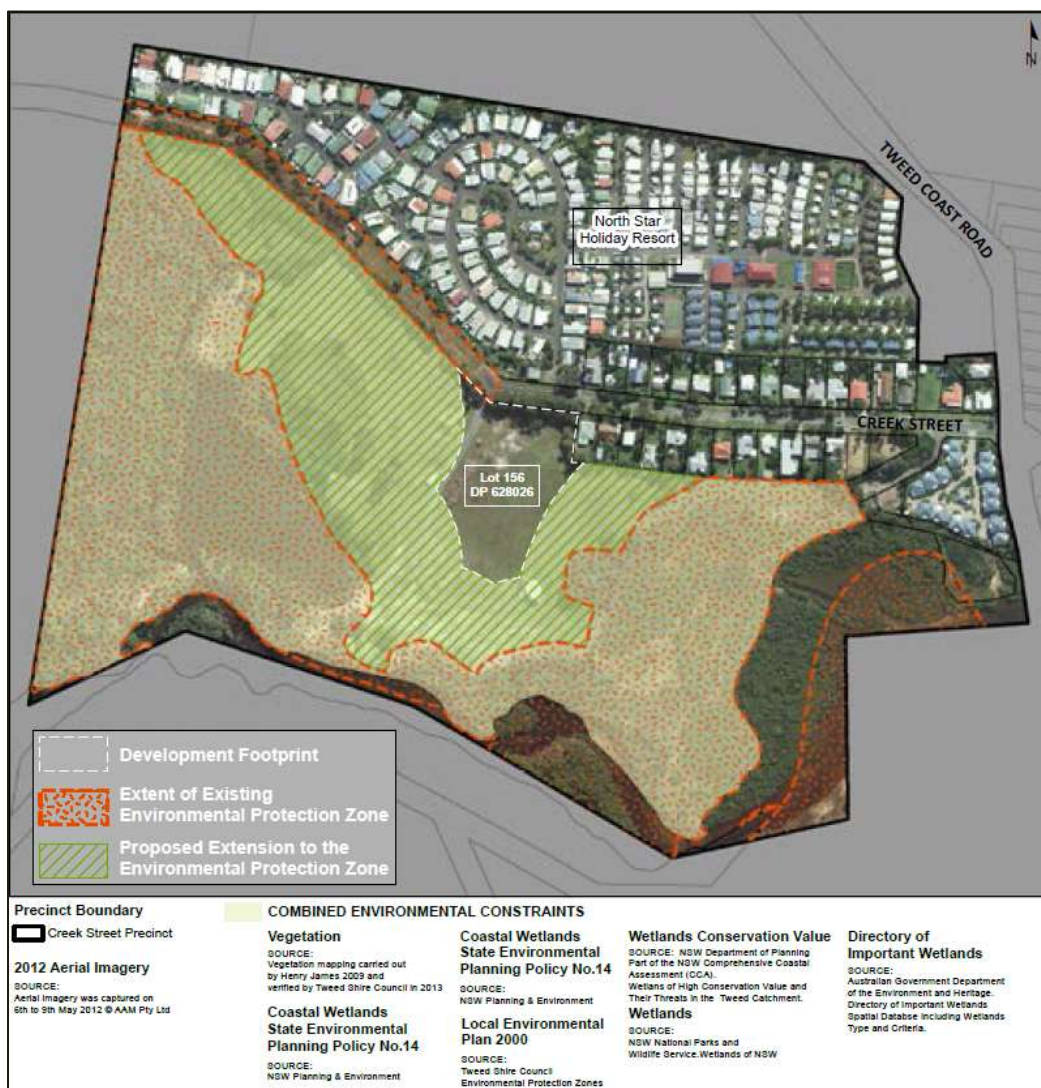 N
TWEED COAST ROAD
North Star
Holiday Resort
CREEK STREET
Lot 156
DP 628026
Development Footprint
Extent of Existing
Environmental Protection Zone
Proposed Extension to the
Environmental Protection Zone
Precinct Boundary
Creek Street Precinct
2012 Aerial Imagery
SOURCE:
Aerial Imagery was captured on
6th to 9th May 2012 © AAM Pty Ltd
COMBINED ENVIRONMENTAL CONSTRAINTS
Vegetation
SOURCE:
Vegetation mapping carried out
by Henry James 2009 and
verified by Tweed Shire Council in 2013
Coastal Wetlands
State Environmental
Planning Policy No.14
SOURCE:
NSW Planning & Environment
Coastal Wetlands
State Environmental
Planning Policy No.14
SOURCE:
NSW Planning & Environment
Local Environmental
Plan 2000
SOURCE:
Tweed Shire Council
Environmental Protection Zones
Wetlands Conservation Value
SOURCE: NSW Department of Planning
Part of the NSW Comprehensive Coastal
Assessment (CCA).
Wetlans of High Conservation Value and
Their Threats in the Tweed Catchment.
Wetlands
SOURCE:
NSW National Parks and
Wildlife Service.Wetlands of NSW
Directory of
Important Wetlands
SOURCE:
Australian Government Department
of the Environment and Heritage.
Directory of Important Wetlands
Spatial Databse Including Wetlands
Type and Criteria.